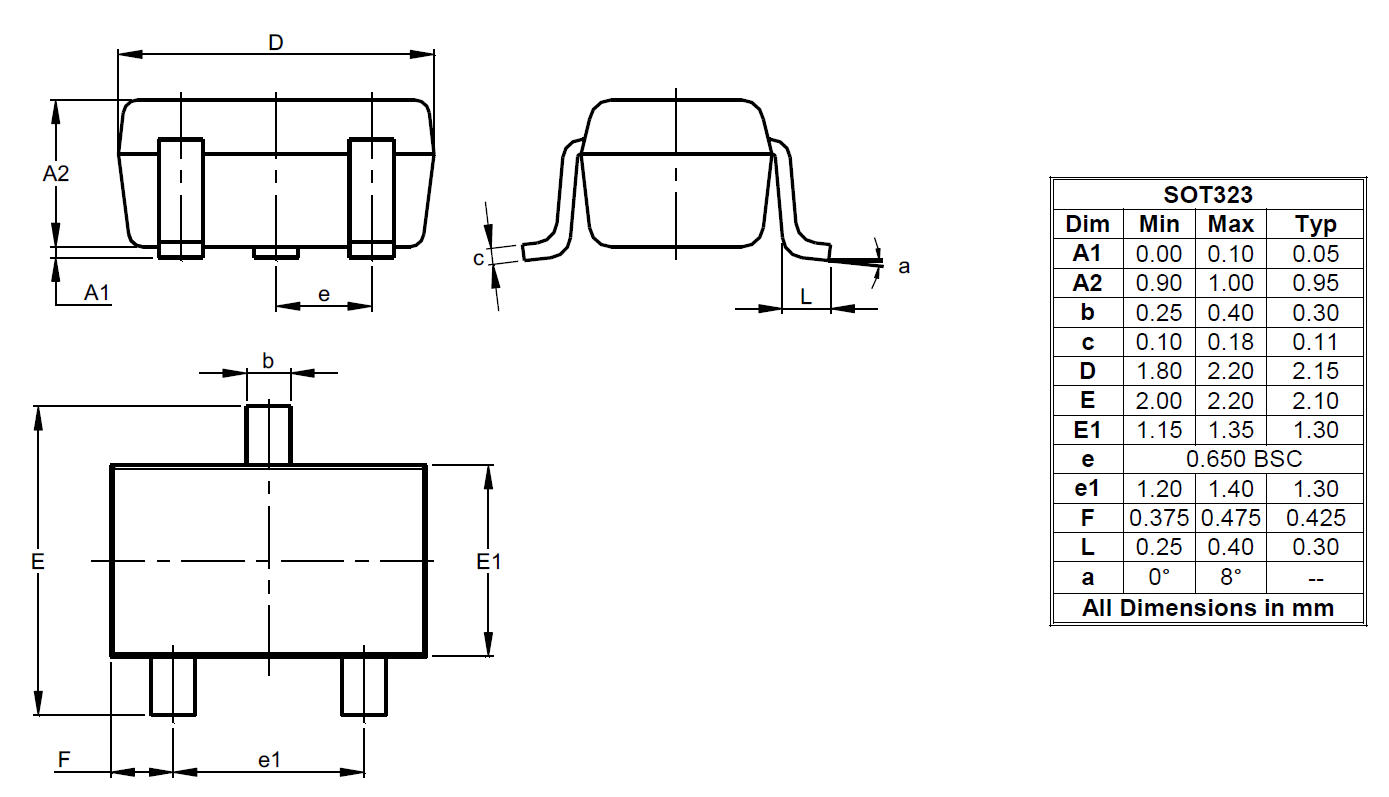 D
A2
A1
e
c
L
a
b
E
E1
F
e1
SOT323
Dim Min Max Typ
A1 0.00 0.10 0.05
A2 0.90 1.00 0.95
b 0.25 0.40 0.30
c 0.10 0.18 0.11
D 1.80 2.20 2.15
E 2.00 2.20 2.10
E1 1.15 1.35 1.30
e 0.650 BSC
e1 1.20 1.40 1.30
F 0.375 0.475 0.425
L 0.25 0.40 0.30
a 0° 8° --
All Dimensions in mm